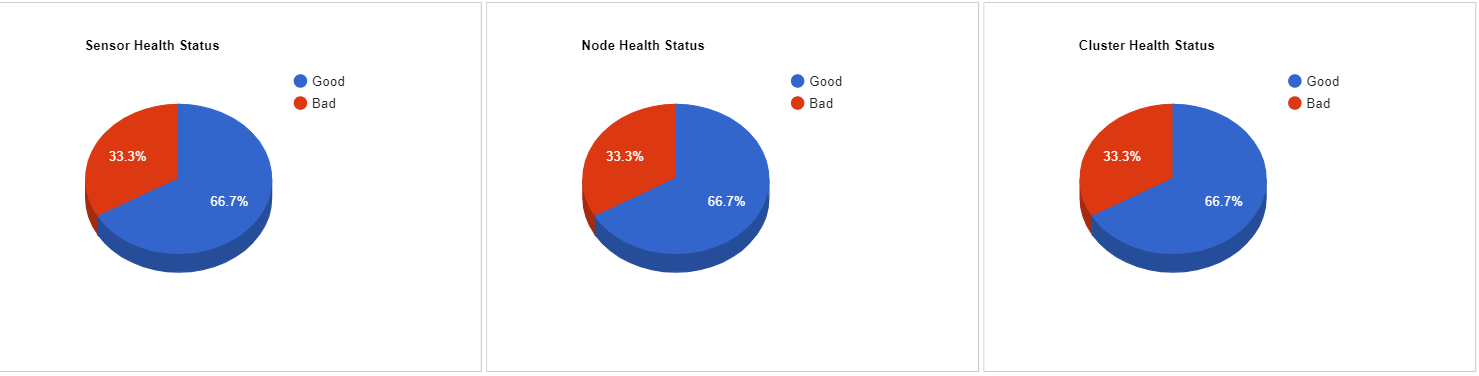 Sensor Health Status
Good
Bad
33.3%
66.7%
Node Health Status
Good
Bad
33.3%
66.7%
Cluster Health Status
Good
Bad
33.3%
66.7%